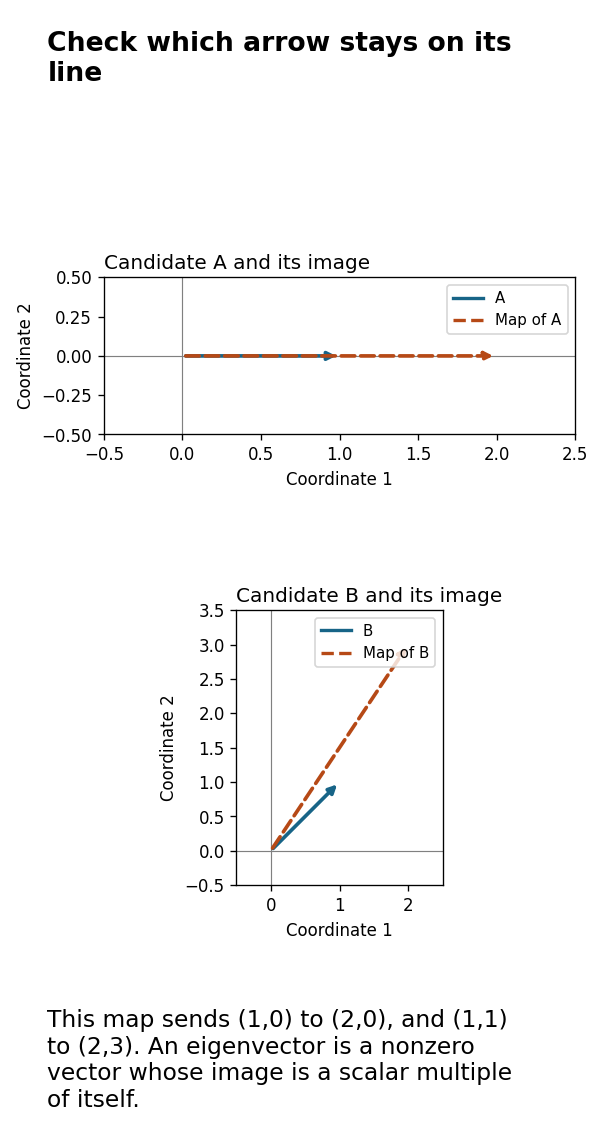 Check which arrow stays on its
line
Candidate A and its image
0.50
0.25
0.00
−0.25
−0.50
Coordinate 2
A
Map of A
−0.5
0.0
0.5
1.0
1.5
2.0
2.5
Coordinate 1
Candidate B and its image
3.5
3.0
2.5
2.0
1.5
1.0
0.5
0.0
−0.5
Coordinate 2
B
Map of B
0
1
2
Coordinate 1
This map sends (1,0) to (2,0), and (1,1)
to (2,3). An eigenvector is a nonzero
vector whose image is a scalar multiple
of itself.